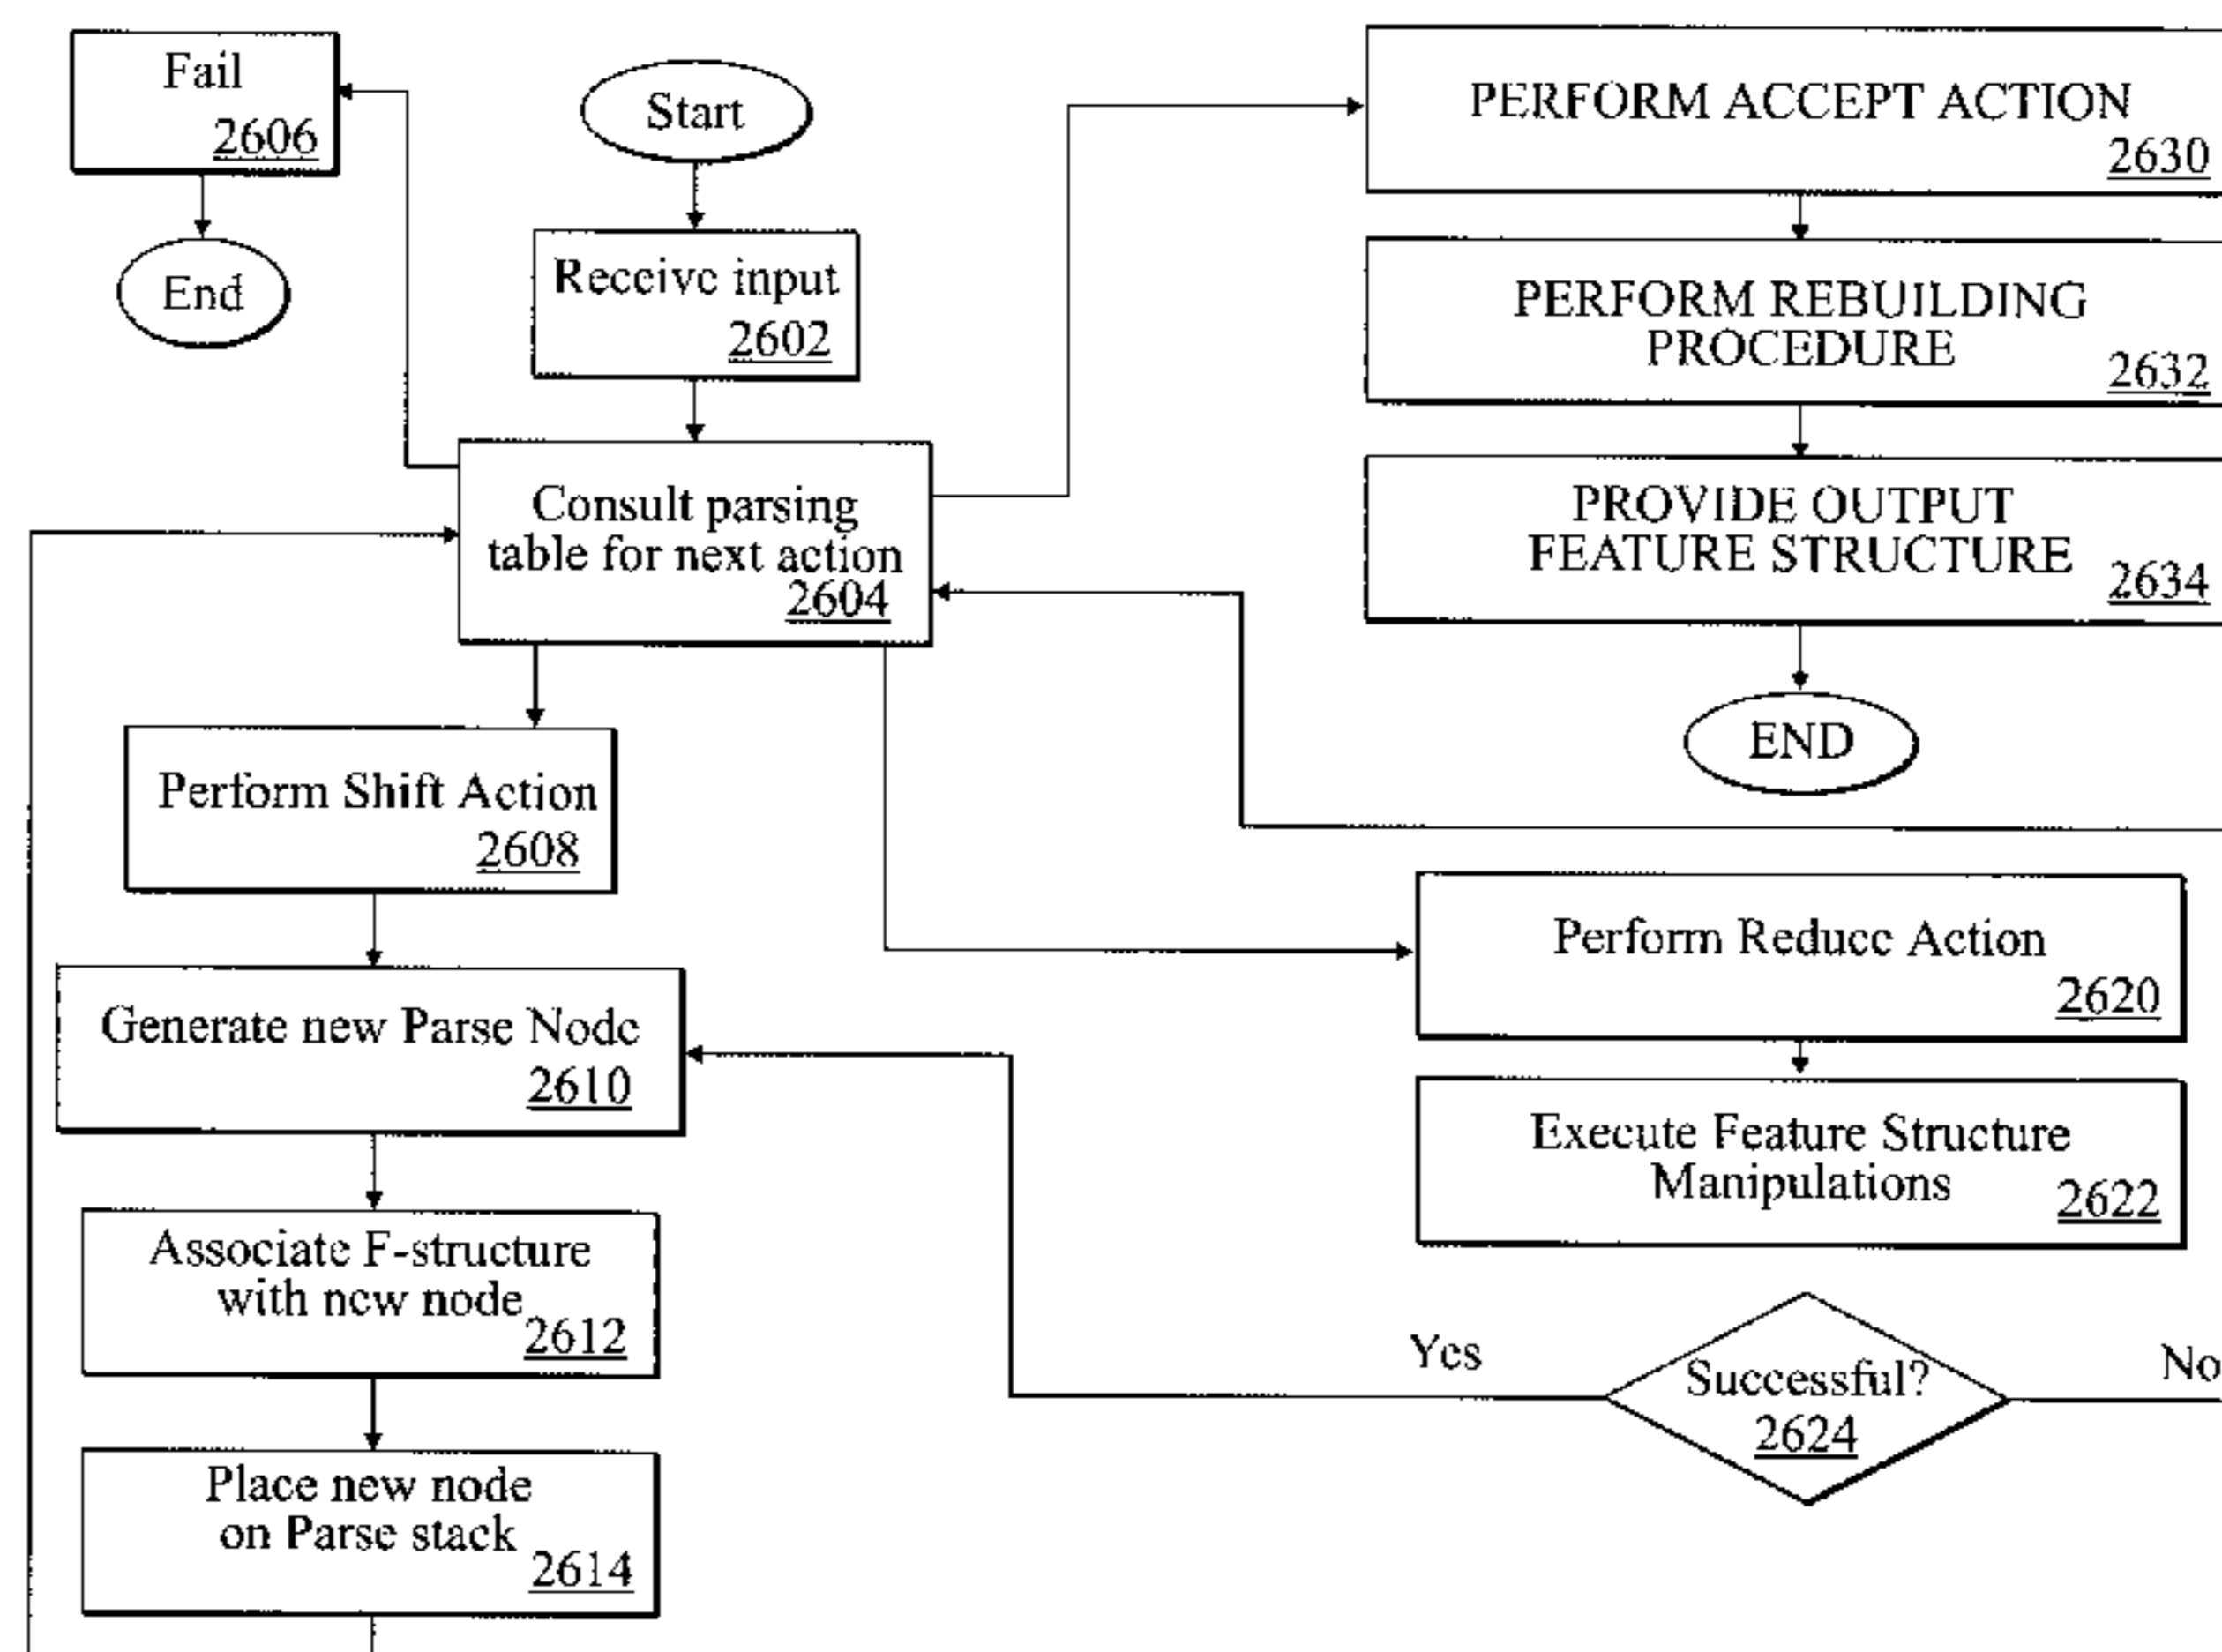 Fail
2606
End
Start
Receive input
2602
Consult parsing
table for next action
2604
Perform Shift Action
2608
Generate new Parse Node
2610
Associate F-structure
with new node
2612
Place new node
on Parse stack
2614
PERFORM ACCEPT ACTION
2630
PERFORM REBUILDING
PROCEDURE
2632
PROVIDE OUTPUT
FEATURE STRUCTURE
2634
END
Perform Reduce Action
2620
Execute Feature Structure
Manipulations
2622
Yes
Successful?
2624
No